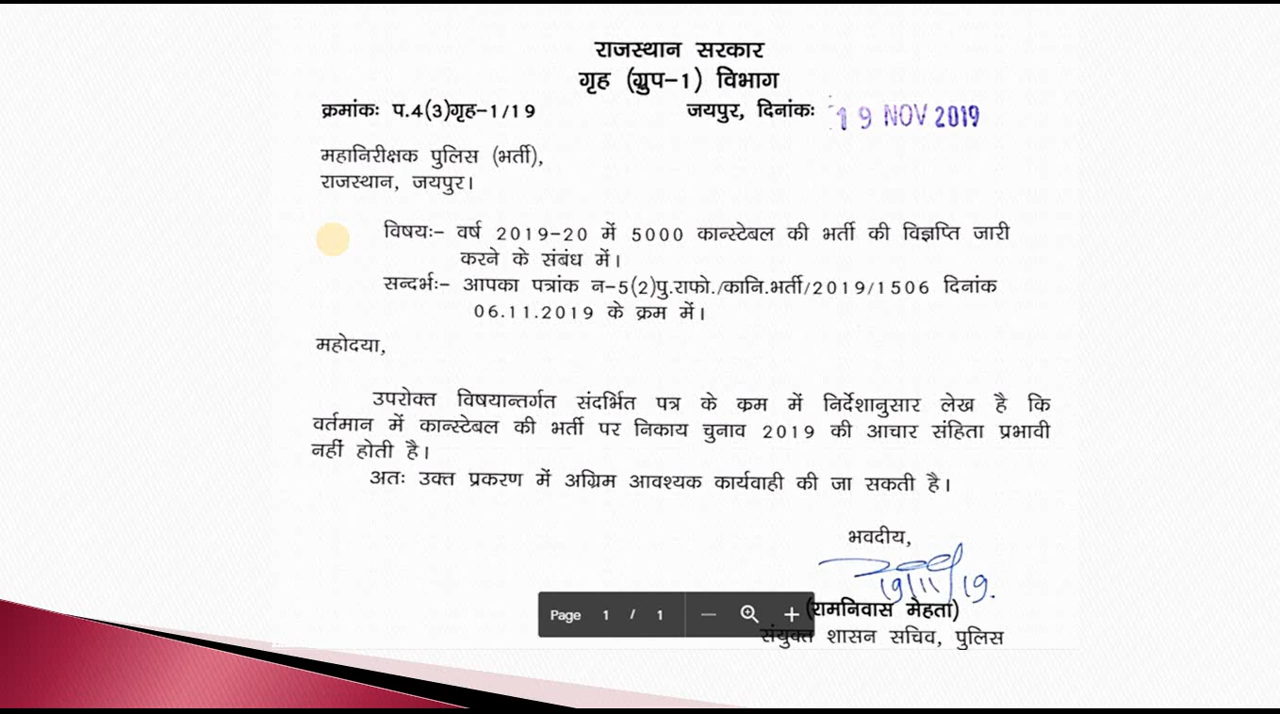 राजस्थान सरकार
गृह (ग्रुप-1) विभाग
क्रमांकः प.4(3)गृह-1/19 जयपुर, दिनांकः 19 NOV 2019
महानिरीक्षक पुलिस (भर्ती),
राजस्थान, जयपुर।
विषयः- वर्ष 2019-20 में 5000 कान्स्टेबल की भर्ती की विज्ञप्ति जारी
करने के संबंध में।
सन्दर्भः- आपका पत्रांक न-5(2)पु.राफो./कानि.भर्ती/2019/1506 दिनांक
06.11.2019 के क्रम में।
महोदया,
उपरोक्त विषयान्तर्गत संदर्भित पत्र के क्रम में निर्देशानुसार लेख है कि
वर्तमान में कान्स्टेबल की भर्ती पर निकाय चुनाव 2019 की आचार संहिता प्रभावी
नहीं होती है।
अतः उक्त प्रकरण में अग्रिम आवश्यक कार्यवाही की जा सकती है।
भवदीय,
19/11/19.
(रामनिवास मेहता)
संयुक्त शासन सचिव, पुलिस
Page 1 / 1